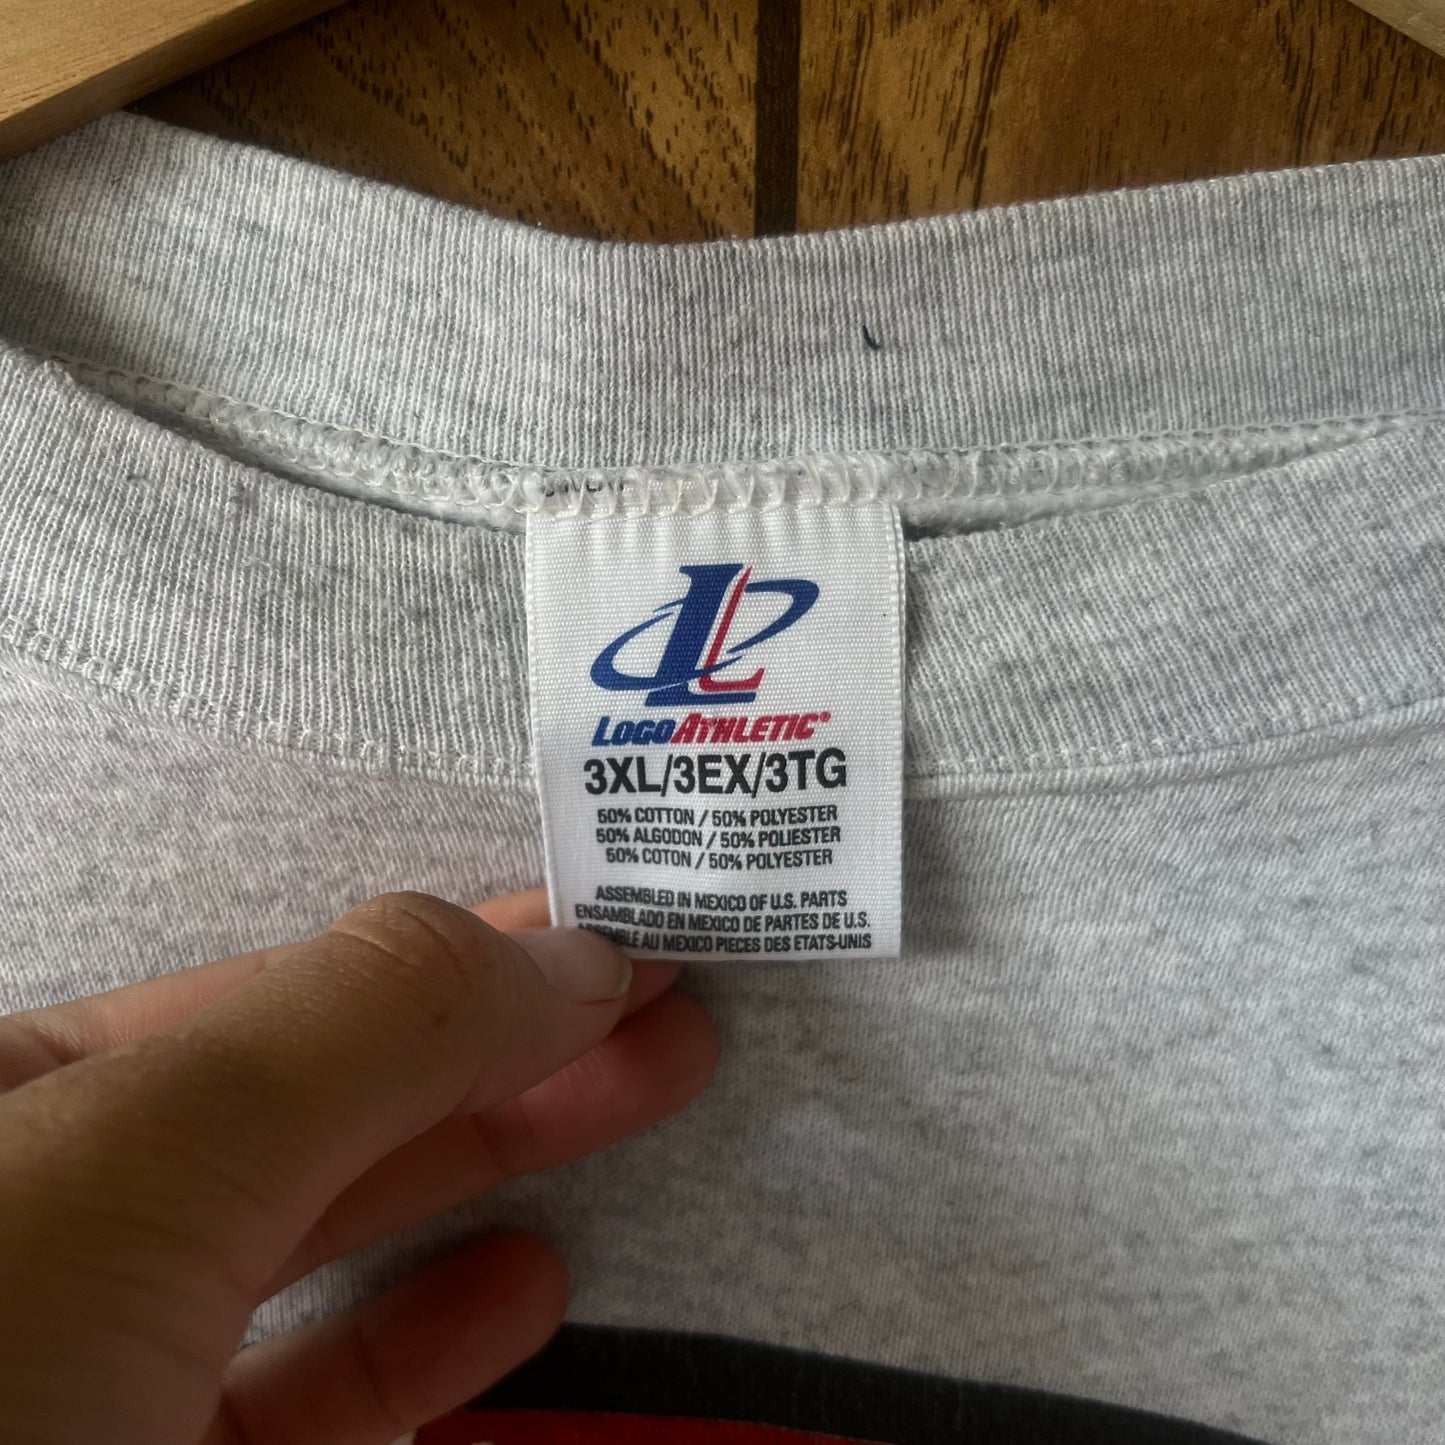 LOGOATHLETIC®
3XL/3EX/3TG
50% COTTON / 50% POLYESTER
50% ALGODON / 50% POLIESTER
50% COTON / 50% POLYESTER
ASSEMBLED IN MEXICO OF U.S. PARTS
ENSAMBLADO EN MEXICO DE PARTES DE U.S.
ASSEMBLE AU MEXICO PIECES DES ETATS-UNIS